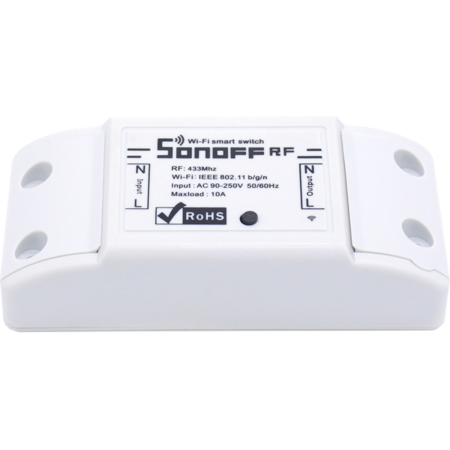 Wi-Fi smart switch
SONOFF RF
N Input L
RF: 433Mhz
Wi-Fi: IEEE 802.11 b/g/n
Input : AC 90-250V 50/60Hz
Maxload : 10A
N Output L
RoHS